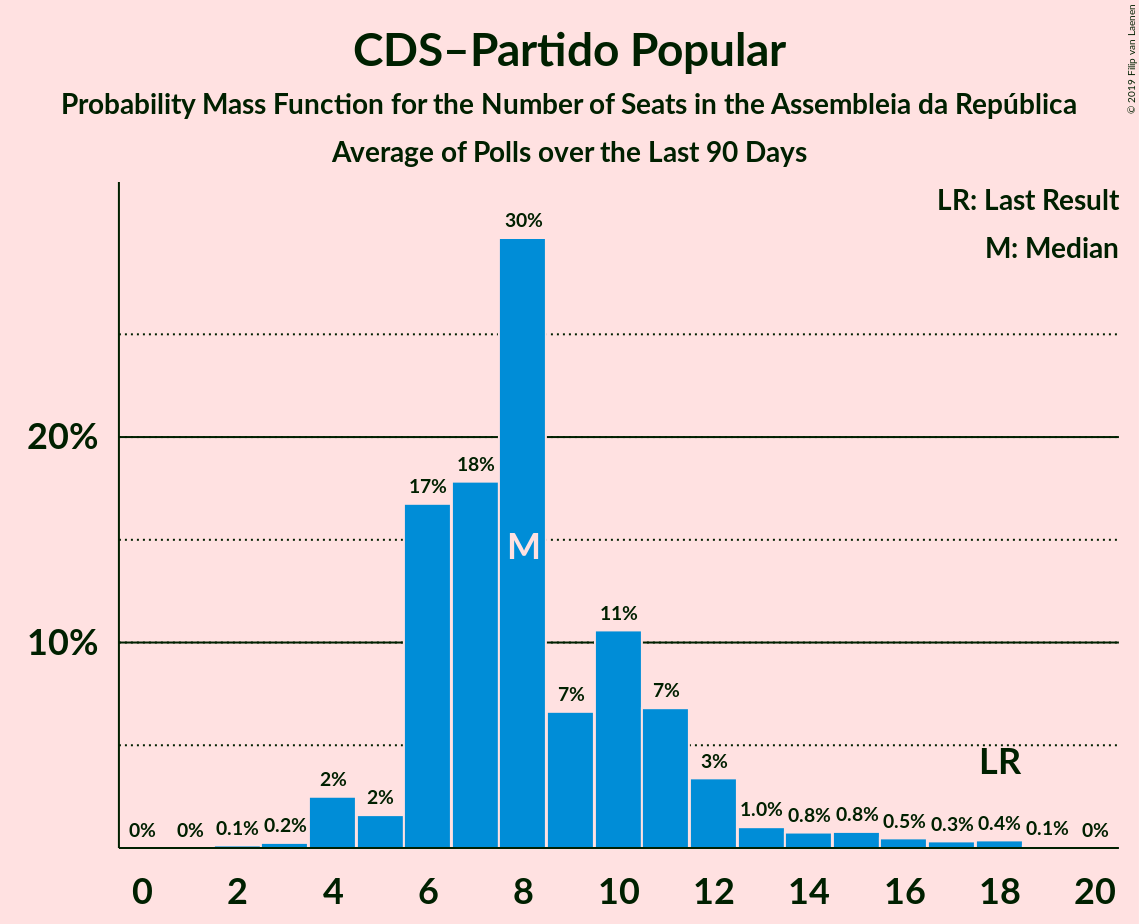 CDS–Partido Popular
Probability Mass Function for the Number of Seats in the Assembleia da República
Average of Polls over the Last 90 Days
© 2019 Filip van Laenen
LR: Last Result
M: Median
20%
10%
0% 0% 0.1% 0.2% 2% 2% 17% 18% 30% 7% 11% 7% 3% 1.0% 0.8% 0.8% 0.5% 0.3% 0.4% 0.1% 0%
M
LR
0 2 4 6 8 10 12 14 16 18 20